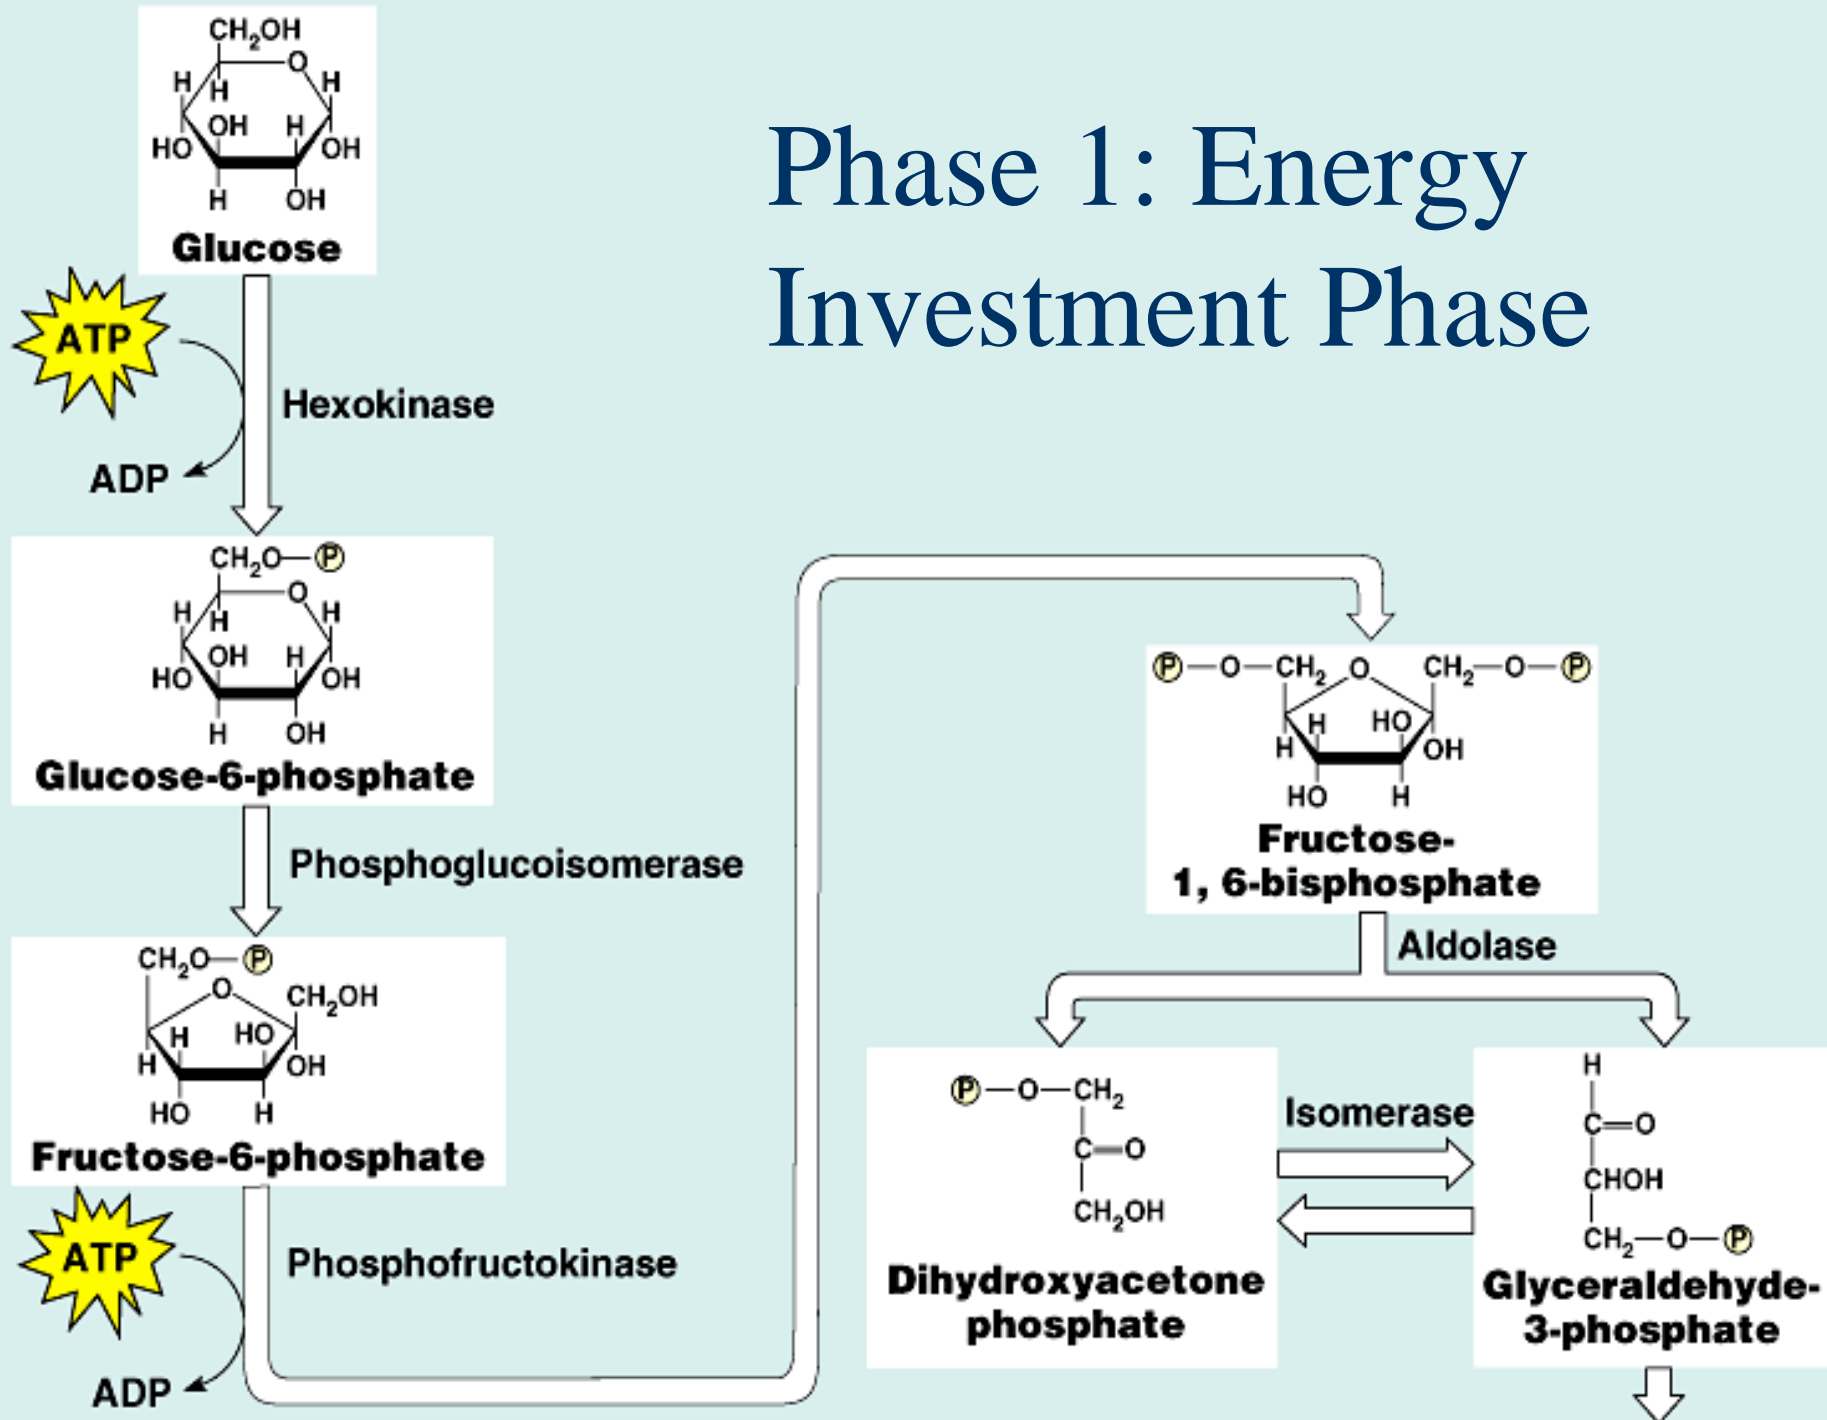 Phase 1: Energy
Investment Phase
CH₂OH
O
H
H
H
OH
H
HO
OH
H
OH
Glucose
ATP
Hexokinase
ADP
CH₂O—P
O
H
H
H
OH
H
HO
OH
H
OH
Glucose-6-phosphate
Phosphoglucoisomerase
CH₂O—P
O
CH₂OH
H
HO
H
OH
HO
H
Fructose-6-phosphate
ATP
Phosphofructokinase
ADP
P—O—CH₂
O
CH₂—O—P
H
HO
H
OH
HO
H
Fructose-
1, 6-bisphosphate
Aldolase
P—O—CH₂
C=O
CH₂OH
Dihydroxyacetone
phosphate
Isomerase
H
C=O
CHOH
CH₂—O—P
Glyceraldehyde-
3-phosphate